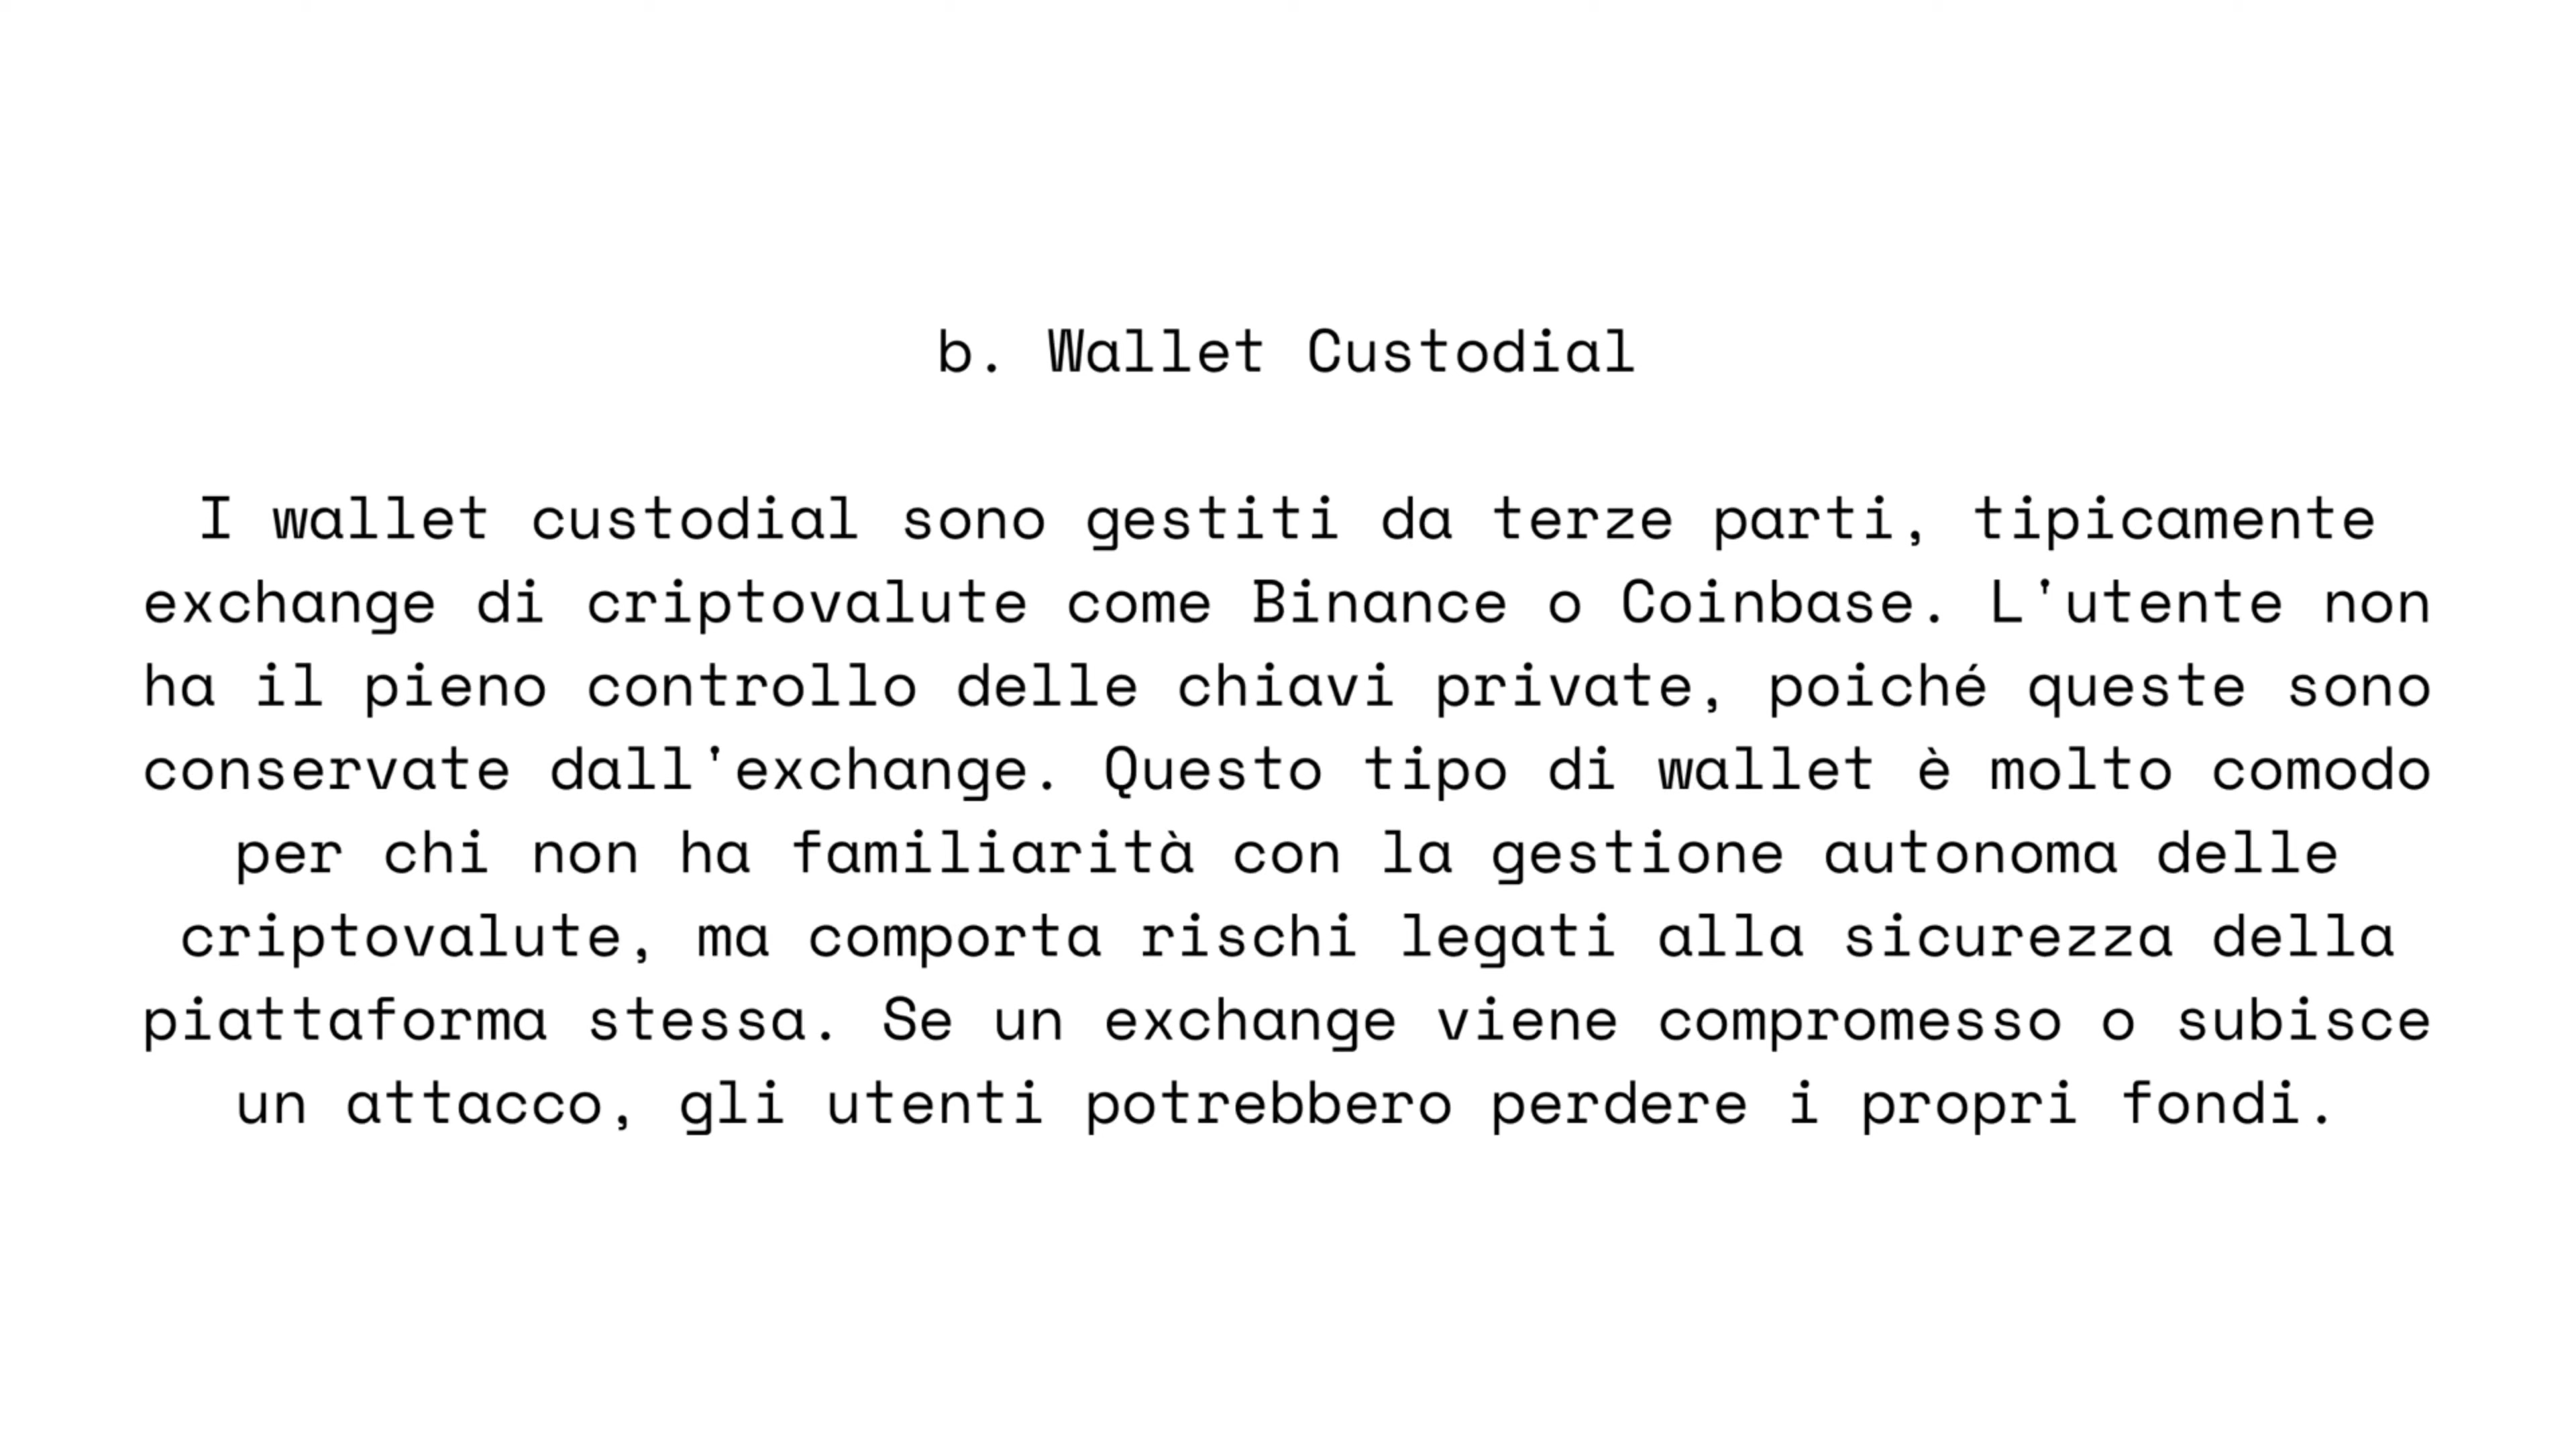 b. Wallet Custodial
I wallet custodial sono gestiti da terze parti, tipicamente
exchange di criptovalute come Binance o Coinbase. L'utente non
ha il pieno controllo delle chiavi private, poiché queste sono
conservate dall'exchange. Questo tipo di wallet è molto comodo
per chi non ha familiarità con la gestione autonoma delle
criptovalute, ma comporta rischi legati alla sicurezza della
piattaforma stessa. Se un exchange viene compromesso o subisce
un attacco, gli utenti potrebbero perdere i propri fondi.